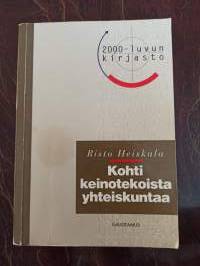 2000-luvun
kirjasto
Risto Heiskala
Kohti
keinotekoista
yhteiskuntaa
GAUDEAMUS